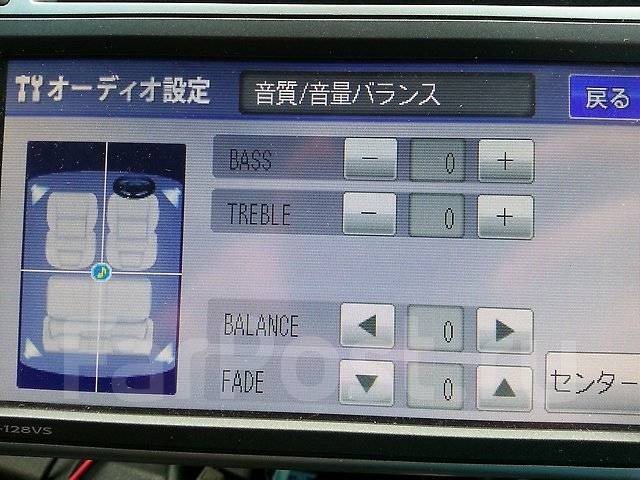 オーディオ設定 音質/音量バランス 戻る
BASS − 0 +
TREBLE − 0 +
BALANCE ◀ 0 ▶
FADE ▼ 0 ▲ センター
-128VS